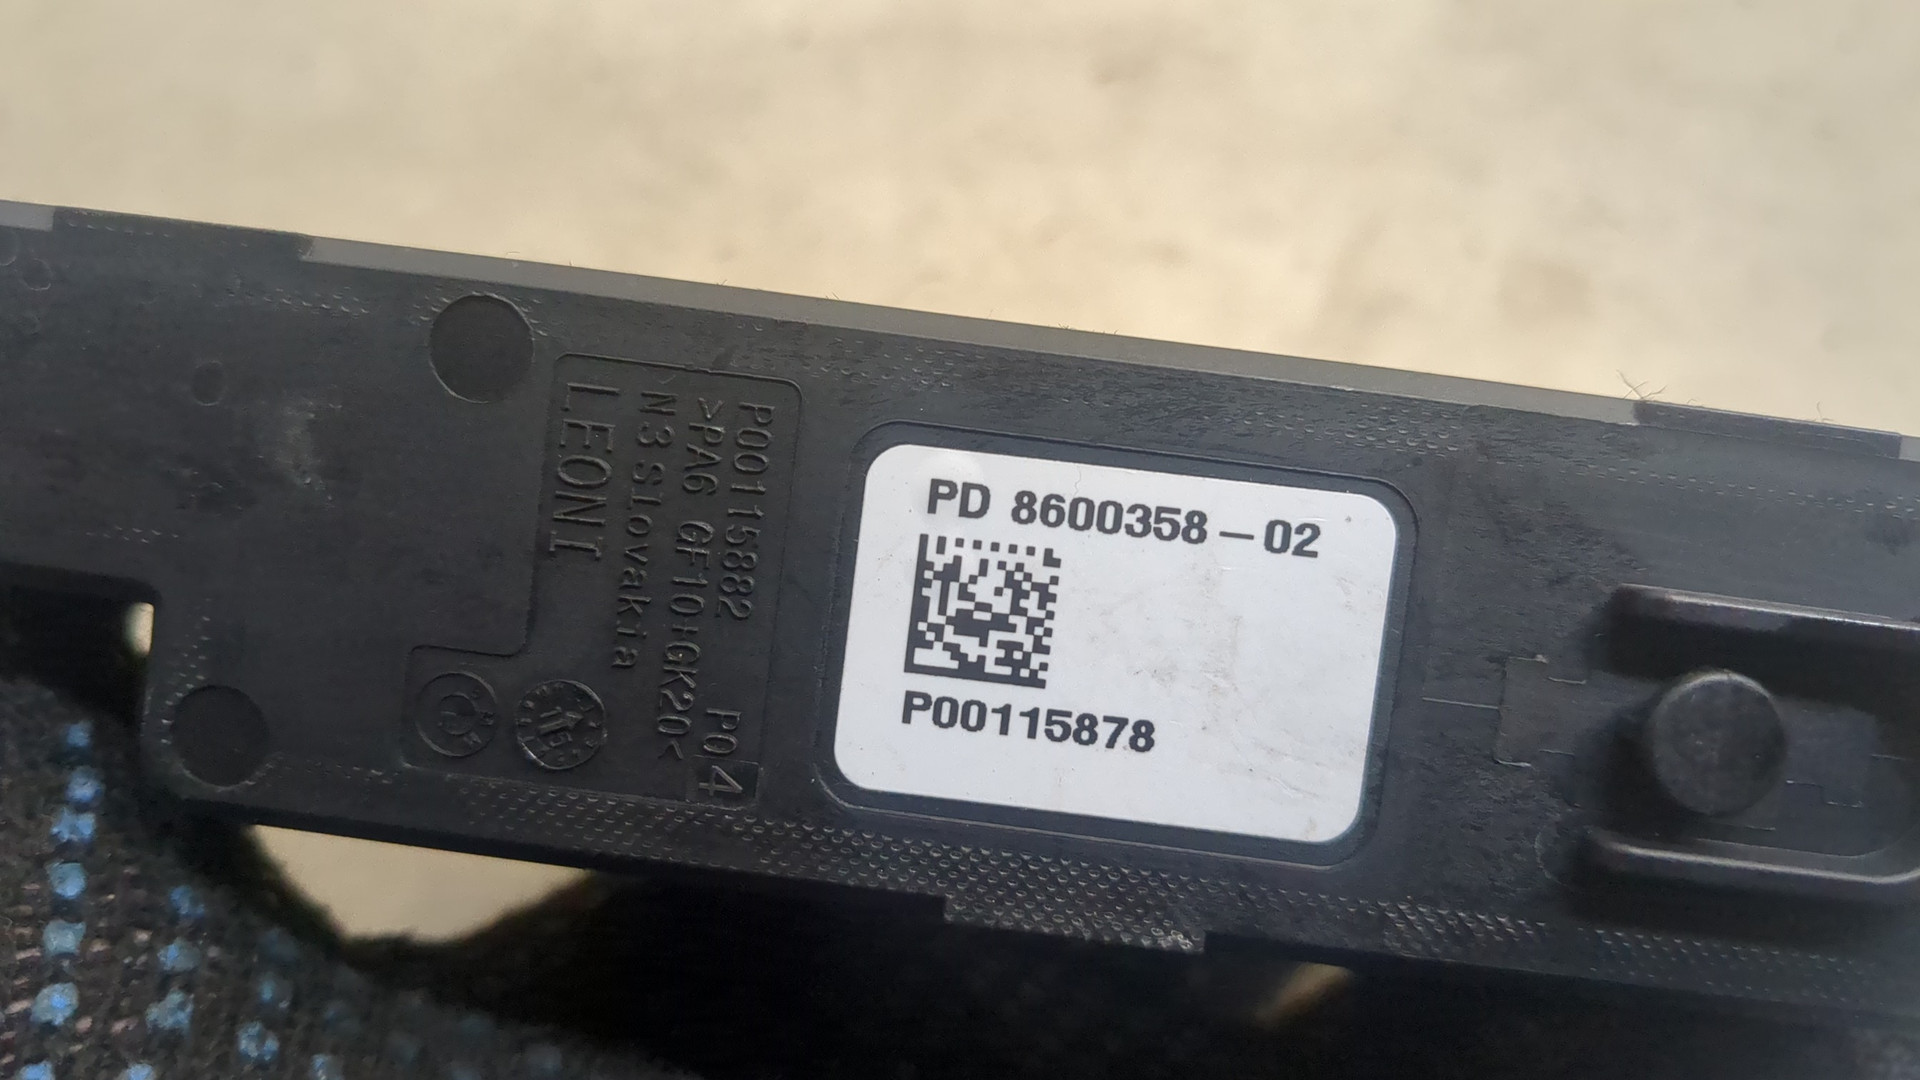 P00115882 P04
>PA6 GF10+GK20<
N3 Slovakia
LEONI
PD 8600358-02
P00115878